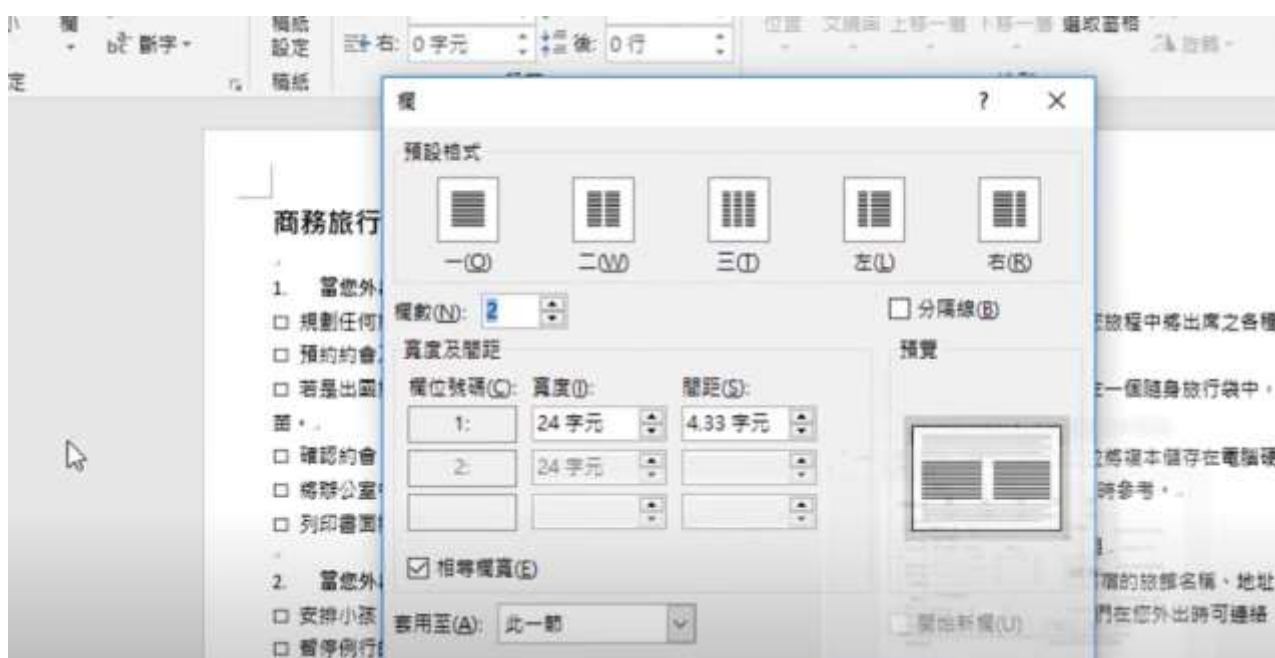 欄
bc 斷字
稿紙
設定
右: 0 字元
後: 0 行
位置 文繞圖 上移一層 下移一層 選取窗格
旋轉
定
稿紙
欄 ? ×
預設格式
一(O) 二(W) 三(T) 左(L) 右(R)
欄數(N): 2
分隔線(B)
寬度及間距
預覽
欄位號碼(C): 寬度(I): 間距(S):
1: 24 字元 4.33 字元
2: 24 字元
相等欄寬(E)
套用至(A): 此一節
開始新欄(U)
商務旅行
1. 當您外
規劃任何
旅程中將出席之各種
預約約會
若是出國
一個隨身旅行袋中，
確認約會
將複本儲存在電腦硬
將辦公室
時參考。
列印書面
2. 當您外
宿的旅館名稱、地址
安排小孩
們在您外出時可連絡
暫停例行